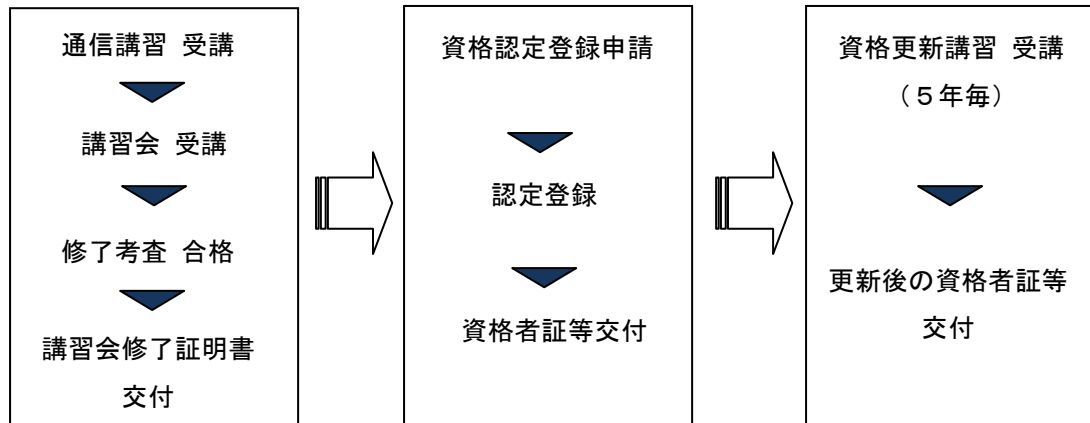 通信講習 受講
講習会 受講
修了考査 合格
講習会修了証明書
交付
資格認定登録申請
認定登録
資格者証等交付
資格更新講習 受講
(5年毎)
更新後の資格者証等
交付